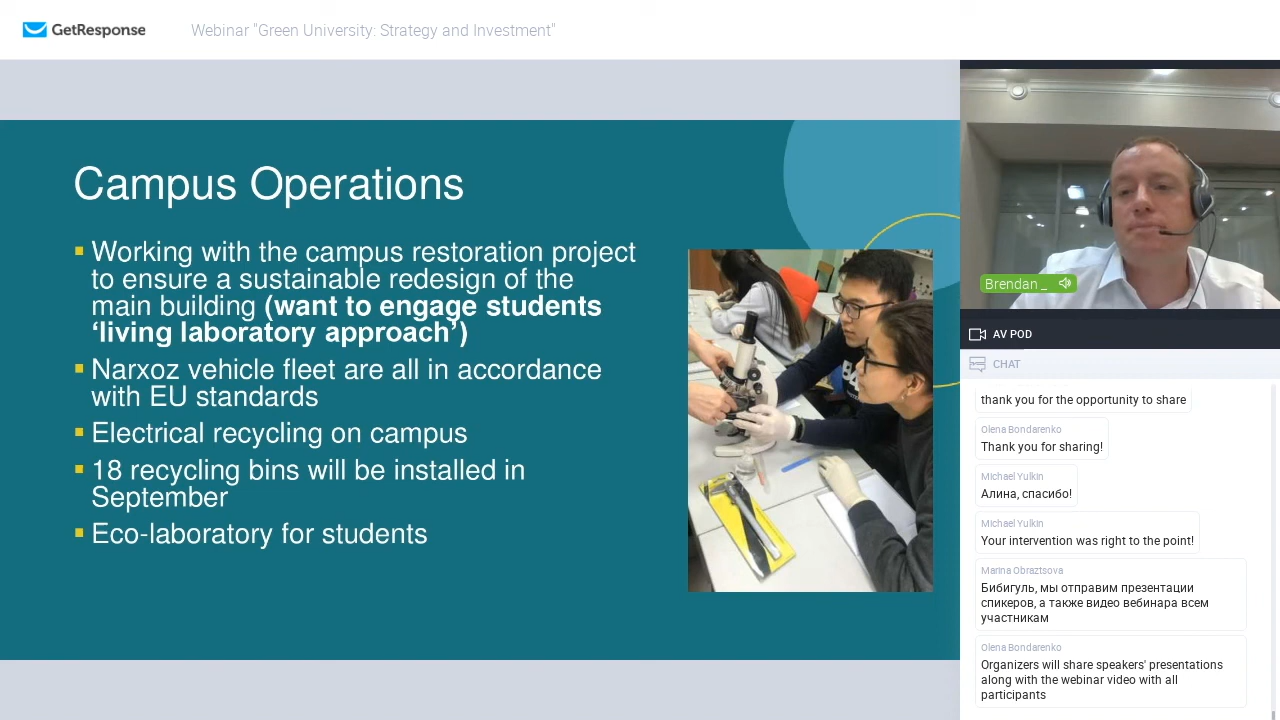 GetResponse
Webinar "Green University: Strategy and Investment"
Campus Operations
Working with the campus restoration project
to ensure a sustainable redesign of the
main building (want to engage students
‘living laboratory approach’)
Narxoz vehicle fleet are all in accordance
with EU standards
Electrical recycling on campus
18 recycling bins will be installed in
September
Eco-laboratory for students
Brendan _
AV POD
CHAT
thank you for the opportunity to share
Olena Bondarenko
Thank you for sharing!
Michael Yulkin
Алина, спасибо!
Michael Yulkin
Your intervention was right to the point!
Marina Obraztsova
Бибигуль, мы отправим презентации
спикеров, а также видео вебинара всем
участникам
Olena Bondarenko
Organizers will share speakers' presentations
along with the webinar video with all
participants